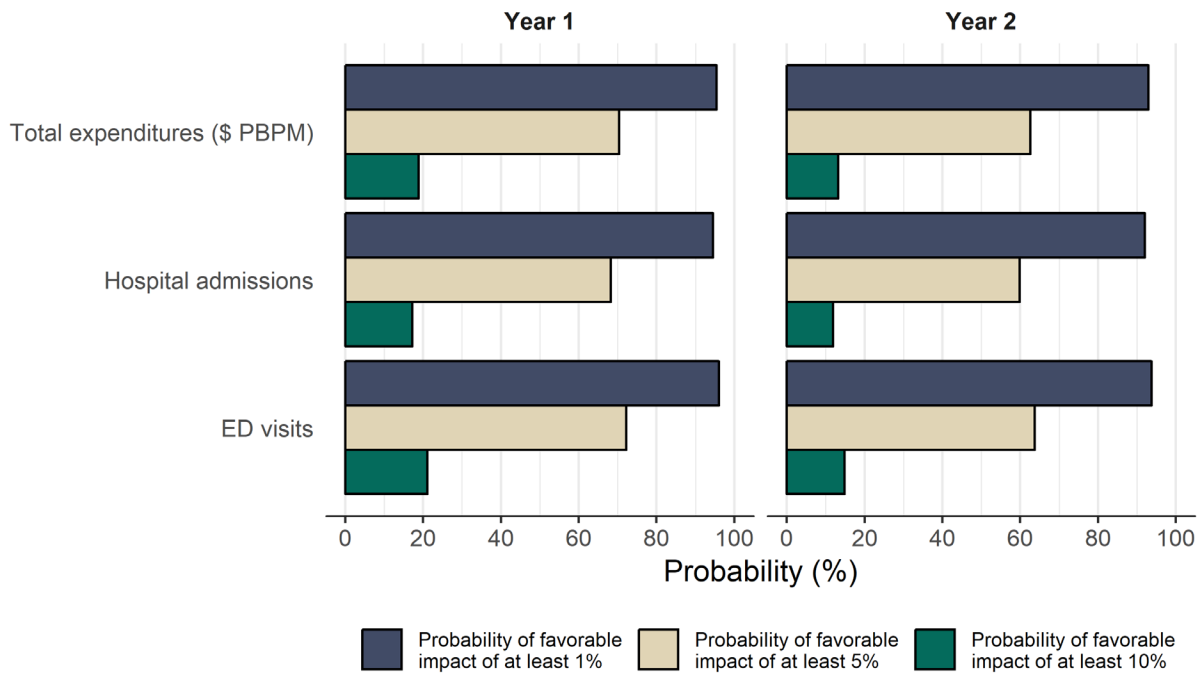 Year 1
Year 2
Total expenditures ($ PBPM)
Hospital admissions
ED visits
0 20 40 60 80 100
0 20 40 60 80 100
Probability (%)
Probability of favorable
impact of at least 1%
Probability of favorable
impact of at least 5%
Probability of favorable
impact of at least 10%